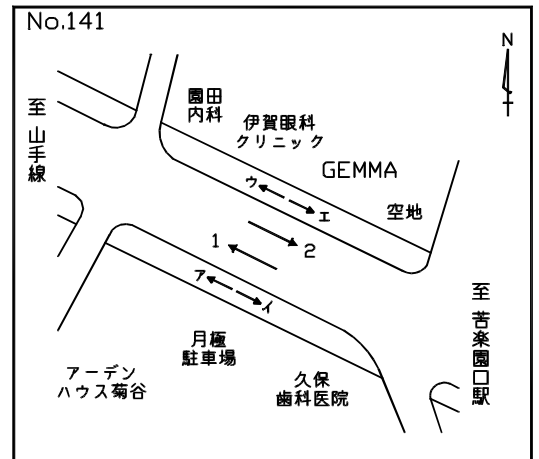 No.141
N
園田
内科
伊賀眼科
クリニック
GEMMA
空地
至 山手線
ウ
エ
1
2
ア
イ
月極
駐車場
アーデン
ハウス菊谷
久保
歯科医院
至 苦楽園口駅